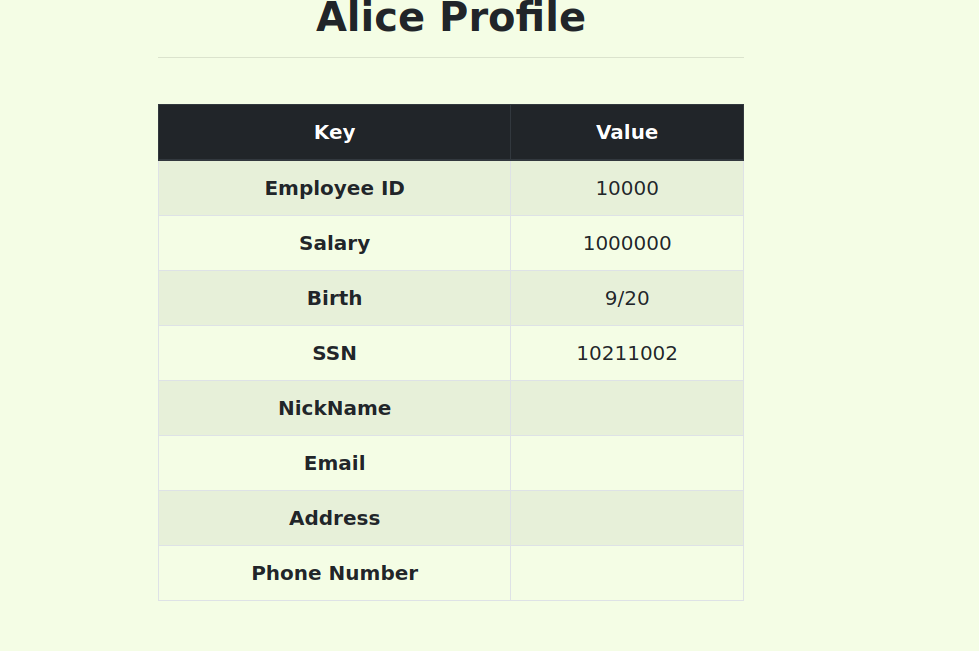 Alice Profile
Key Value
Employee ID 10000
Salary 1000000
Birth 9/20
SSN 10211002
NickName
Email
Address
Phone Number